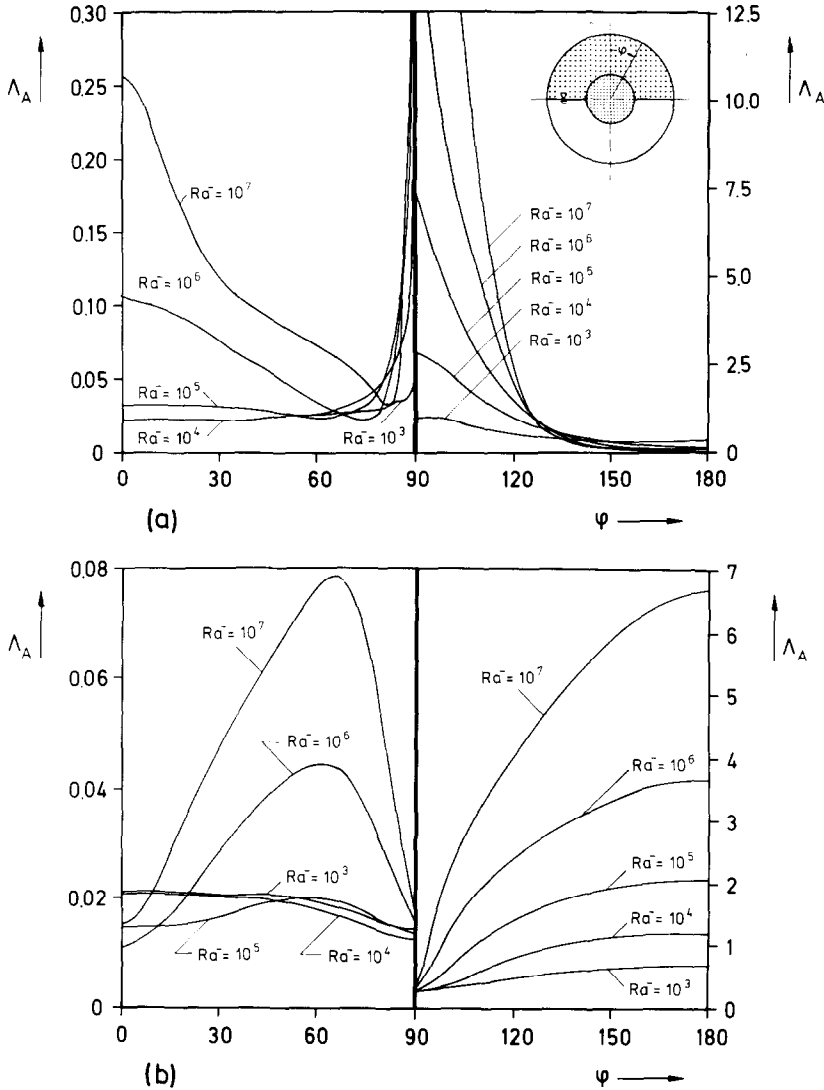 0.30
0.25
0.20
0.15
0.10
0.05
0
Λ_A
12.5
10.0
7.5
5.0
2.5
0
Λ_A
φ
Ra⁻= 10⁷
Ra⁻= 10⁶
Ra⁻= 10⁵
Ra⁻= 10⁴
Ra⁻= 10³
Ra⁻= 10⁷
Ra⁻= 10⁶
Ra⁻= 10⁵
Ra⁻= 10⁴
Ra⁻= 10³
0 30 60 90 120 150 180
(a)
φ
0.08
0.06
0.04
0.02
0
Λ_A
7
6
5
4
3
2
1
0
Λ_A
Ra⁻= 10⁷
Ra⁻= 10⁶
Ra⁻= 10³
Ra⁻= 10⁵
Ra⁻= 10⁴
Ra⁻= 10⁷
Ra⁻= 10⁶
Ra⁻= 10⁵
Ra⁻= 10⁴
Ra⁻= 10³
0 30 60 90 120 150 180
(b)
φ